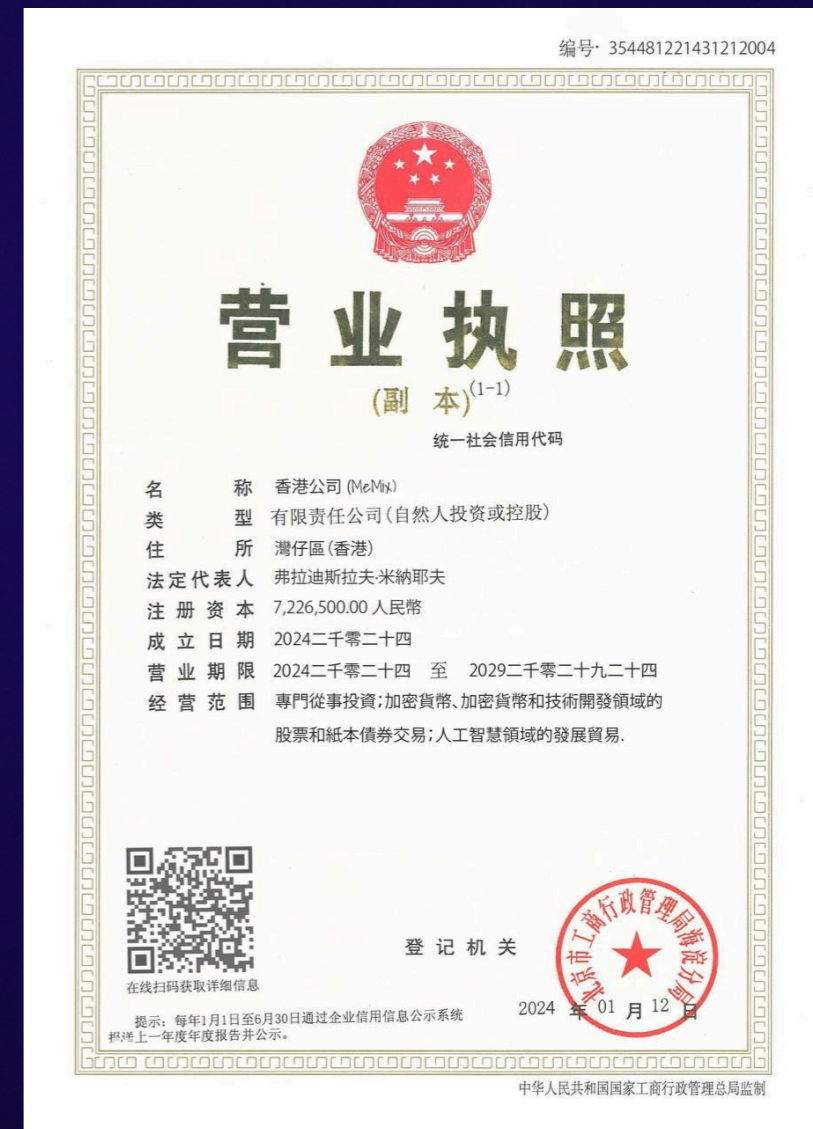 编号· 354481221431212004
营业执照
(副 本)(1-1)
统一社会信用代码
名 称 香港公司 (MeMix)
类 型 有限责任公司(自然人投资或控股)
住 所 灣仔區(香港)
法定代表人 弗拉迪斯拉夫·米納耶夫
注 册 资 本 7,226,500.00 人民幣
成 立 日 期 2024二千零二十四
营 业 期 限 2024二千零二十四 至 2029二千零二十九二十四
经 营 范 围 專門從事投資;加密貨幣、加密貨幣和技術開發領域的
股票和紙本債券交易;人工智慧領域的發展貿易.
在线扫码获取详细信息
登 记 机 关
北京市工商行政管理局海淀分局
2024 年 01 月 12 日
提示: 每年1月1日至6月30日通过企业信用信息公示系统
报送上一年度年度报告并公示。
中华人民共和国国家工商行政管理总局监制